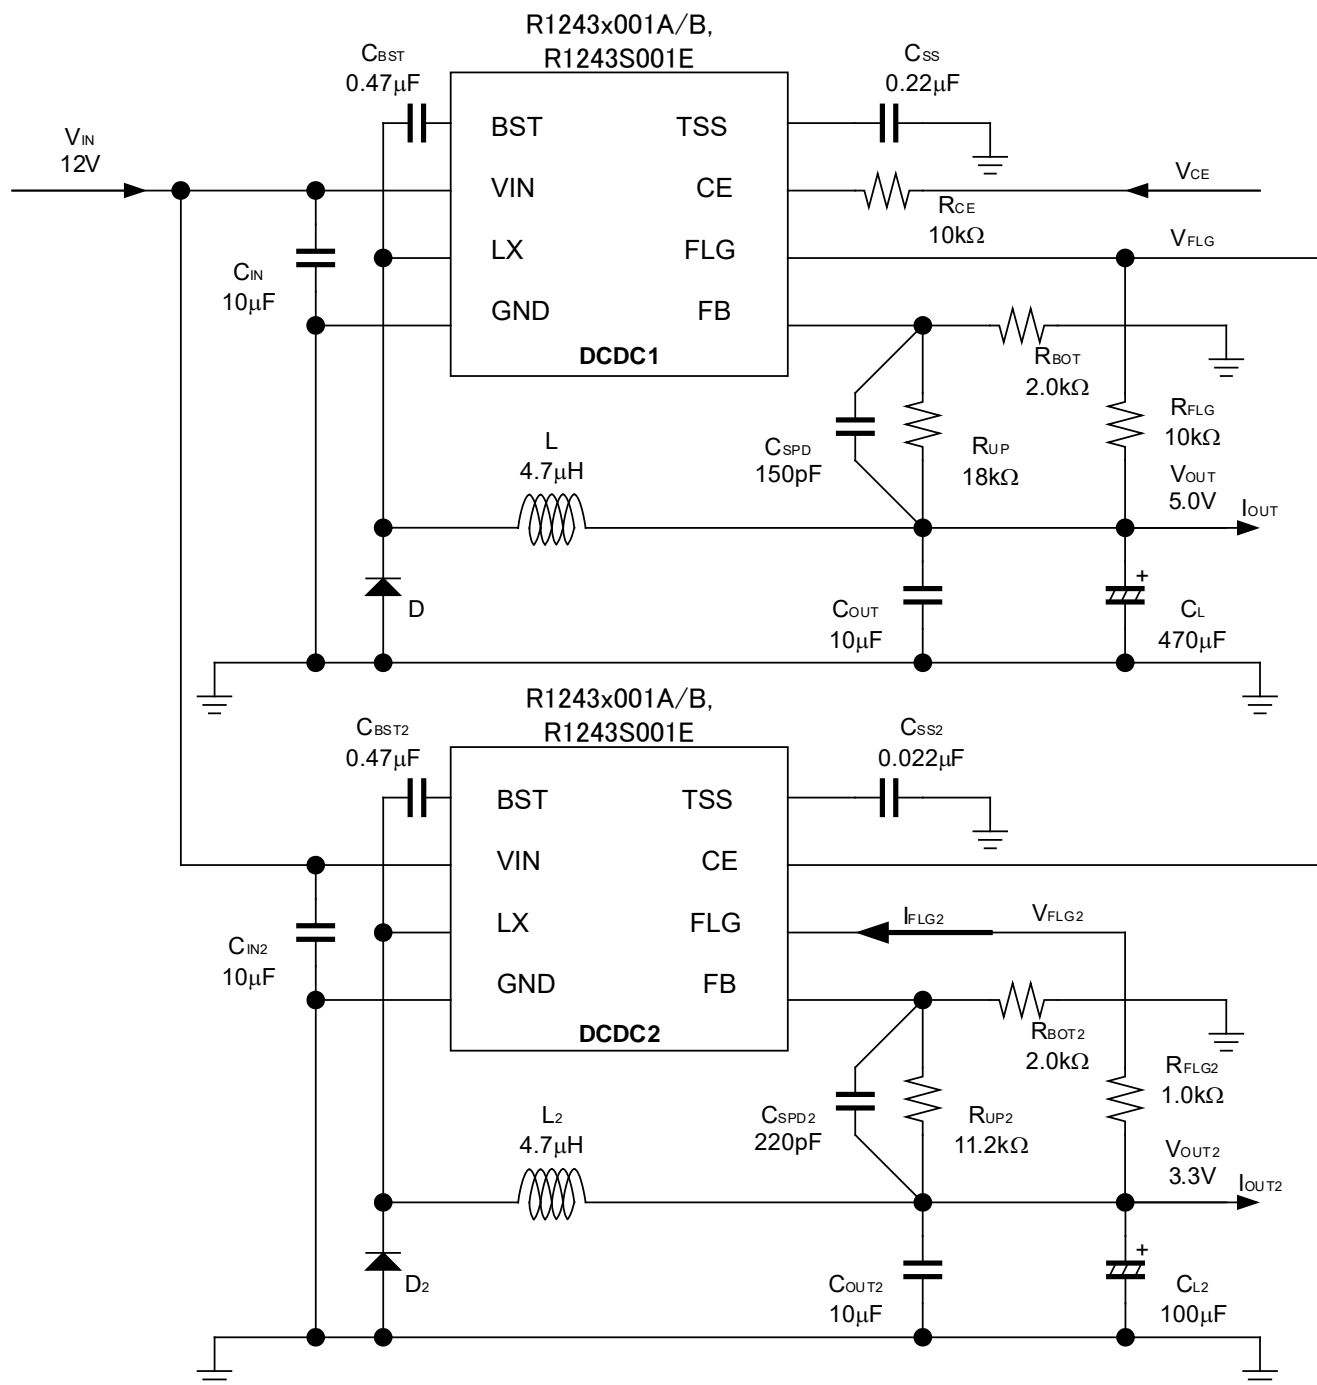 R1243x001A/B,
R1243S001E
CBST
0.47μF
CSS
0.22μF
VIN
12V
BST
TSS
VIN
CE
VCE
RCE
10kΩ
LX
FLG
VFLG
CIN
10μF
GND
FB
DCDC1
RBOT
2.0kΩ
RFLG
10kΩ
L
4.7μH
CSPD
150pF
RUP
18kΩ
VOUT
5.0V
IOUT
D
COUT
10μF
+
CL
470μF
R1243x001A/B,
R1243S001E
CBST2
0.47μF
CSS2
0.022μF
BST
TSS
VIN
CE
LX
FLG
IFLG2
VFLG2
CIN2
10μF
GND
FB
DCDC2
RBOT2
2.0kΩ
RFLG2
1.0kΩ
L2
4.7μH
CSPD2
220pF
RUP2
11.2kΩ
VOUT2
3.3V
IOUT2
D2
COUT2
10μF
+
CL2
100μF